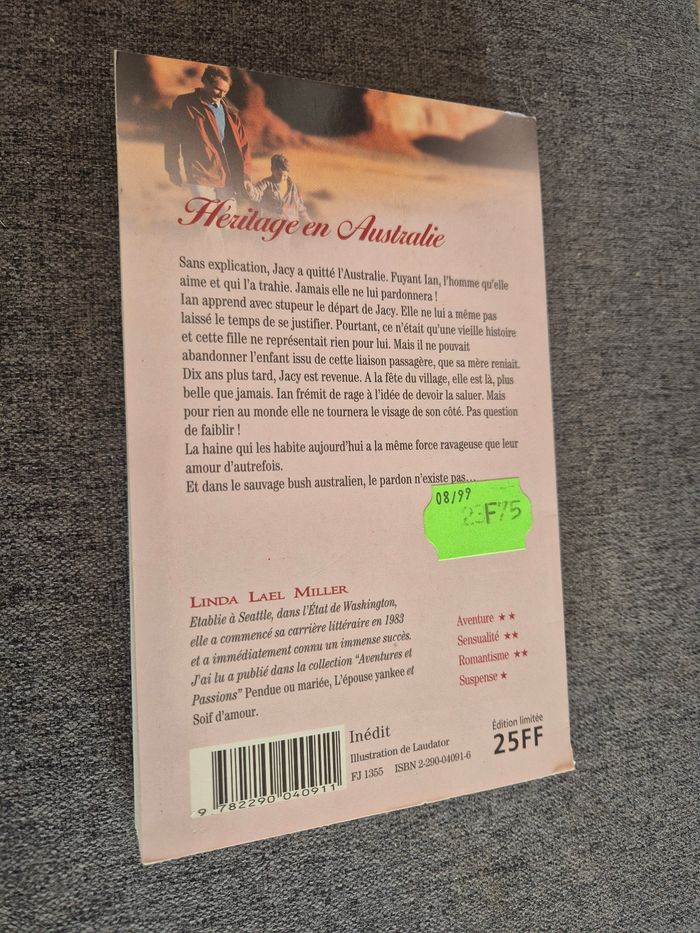 Héritage en Australie
Sans explication, Jacy a quitté l'Australie. Fuyant Ian, l'homme qu'elle
aime et qui l'a trahie. Jamais elle ne lui pardonnera !
Ian apprend avec stupeur le départ de Jacy. Elle ne lui a même pas
laissé le temps de se justifier. Pourtant, ce n'était qu'une vieille histoire
et cette fille ne représentait rien pour lui. Mais il ne pouvait
abandonner l'enfant issu de cette liaison passagère, que sa mère reniait.
Dix ans plus tard, Jacy est revenue. A la fête du village, elle est là, plus
belle que jamais. Ian frémit de rage à l'idée de devoir la saluer. Mais
pour rien au monde elle ne tournera le visage de son côté. Pas question
de faiblir !
La haine qui les habite aujourd'hui a la même force ravageuse que leur
amour d'autrefois.
Et dans le sauvage bush australien, le pardon n'existe pas...
08/99
F75
LINDA LAEL MILLER
Etablie à Seattle, dans l'État de Washington,
elle a commencé sa carrière littéraire en 1983
et a immédiatement connu un immense succès.
J'ai lu a publié dans la collection "Aventures et
Passions" Pendue ou mariée, L'épouse yankee et
Soif d'amour.
Aventure ★★
Sensualité ★★
Romantisme ★★
Suspense ★
Inédit
Illustration de Laudator
FJ 1355 ISBN 2-290-04091-6
Édition limitée
25FF
9 782290 040911